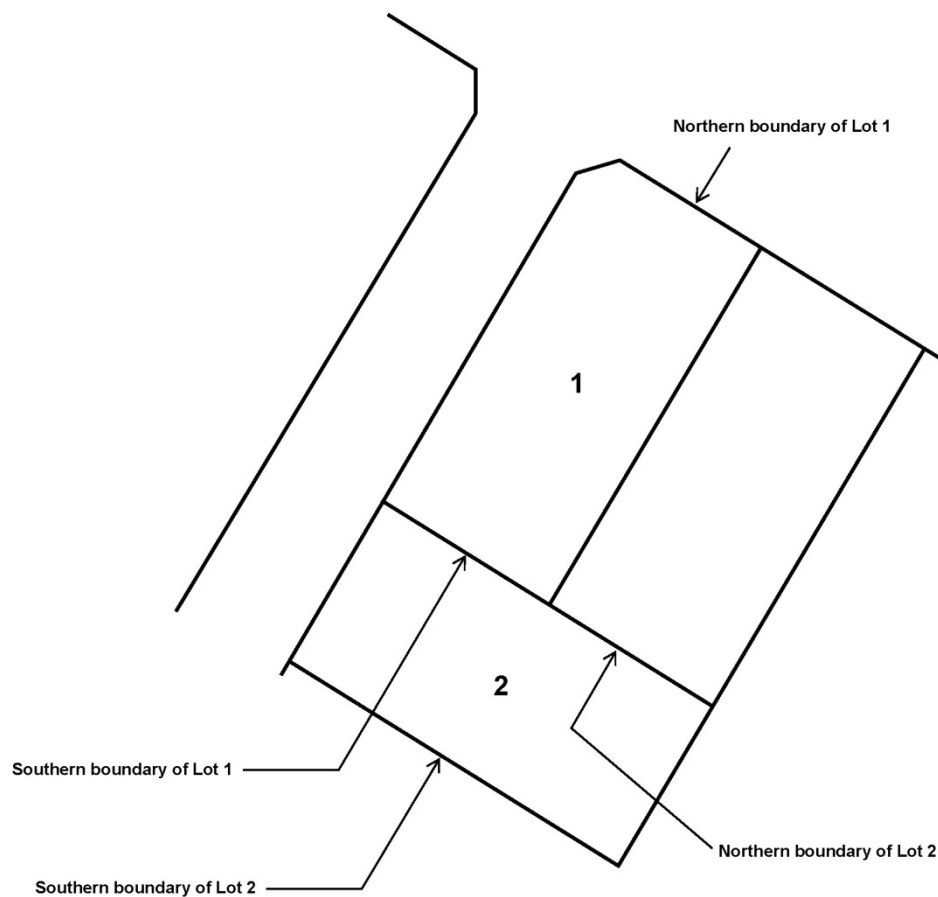 Northern boundary of Lot 1
1
2
Southern boundary of Lot 1
Northern boundary of Lot 2
Southern boundary of Lot 2